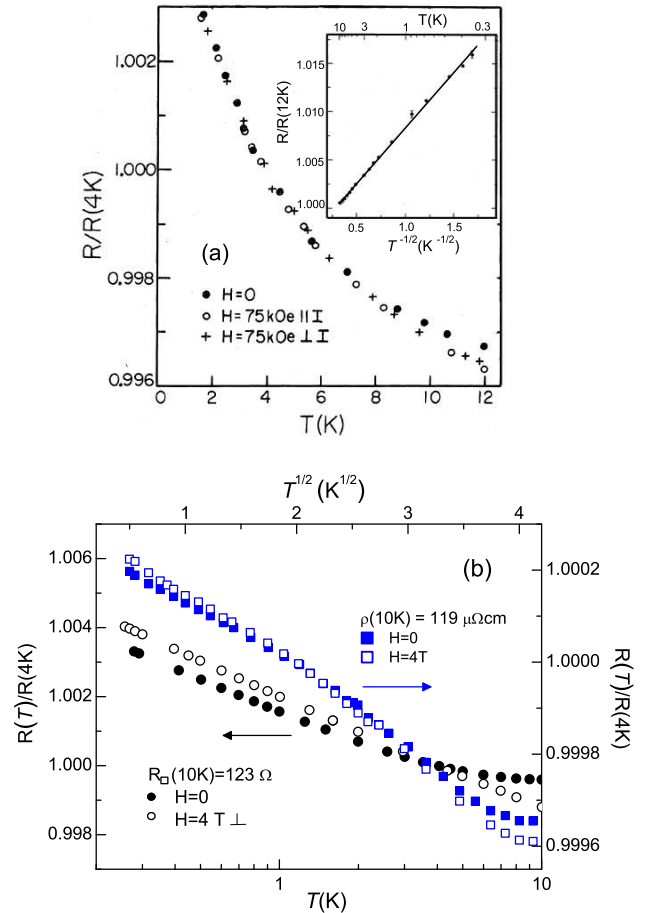 (a)
T(K)
10 3 1 0.3
1.015
1.010
1.005
1.000
R/R(12K)
0.5 1.0 1.5
T⁻¹/²(K⁻¹/²)
1.002
1.000
0.998
0.996
R/R(4K)
H=0
H=75kOe || I
H=75kOe ⊥ I
0 2 4 6 8 10 12
T(K)
T¹/² (K¹/²)
1 2 3 4
(b)
1.006
1.004
1.002
1.000
0.998
R(T)/R(4K)
1.0002
1.0000
0.9998
0.9996
R(T)/R(4K)
ρ(10K) = 119 μΩcm
H=0
H=4T
R□(10K)=123 Ω
H=0
H=4 T ⊥
1 10
T(K)